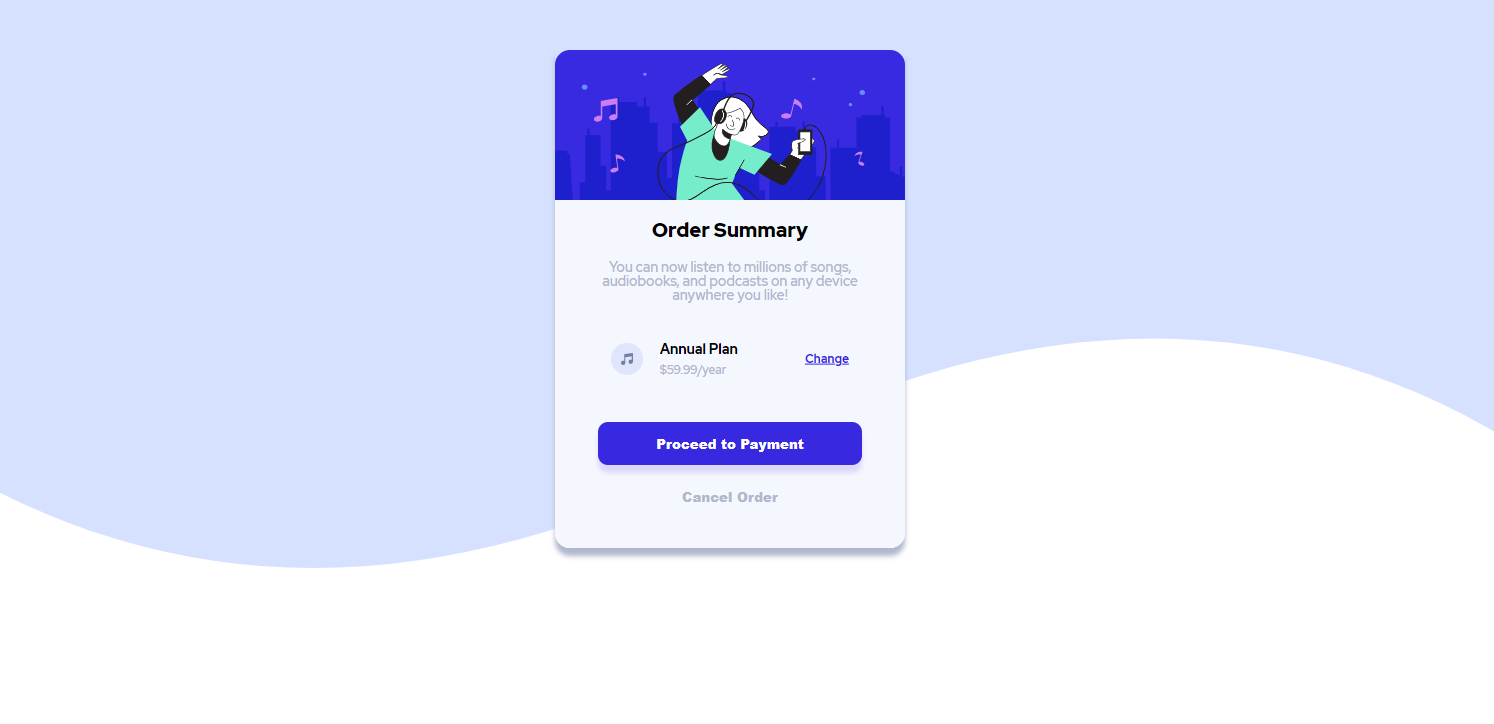 Order Summary
You can now listen to millions of songs,
audiobooks, and podcasts on any device
anywhere you like!
Annual Plan
$59.99/year
Change
Proceed to Payment
Cancel Order